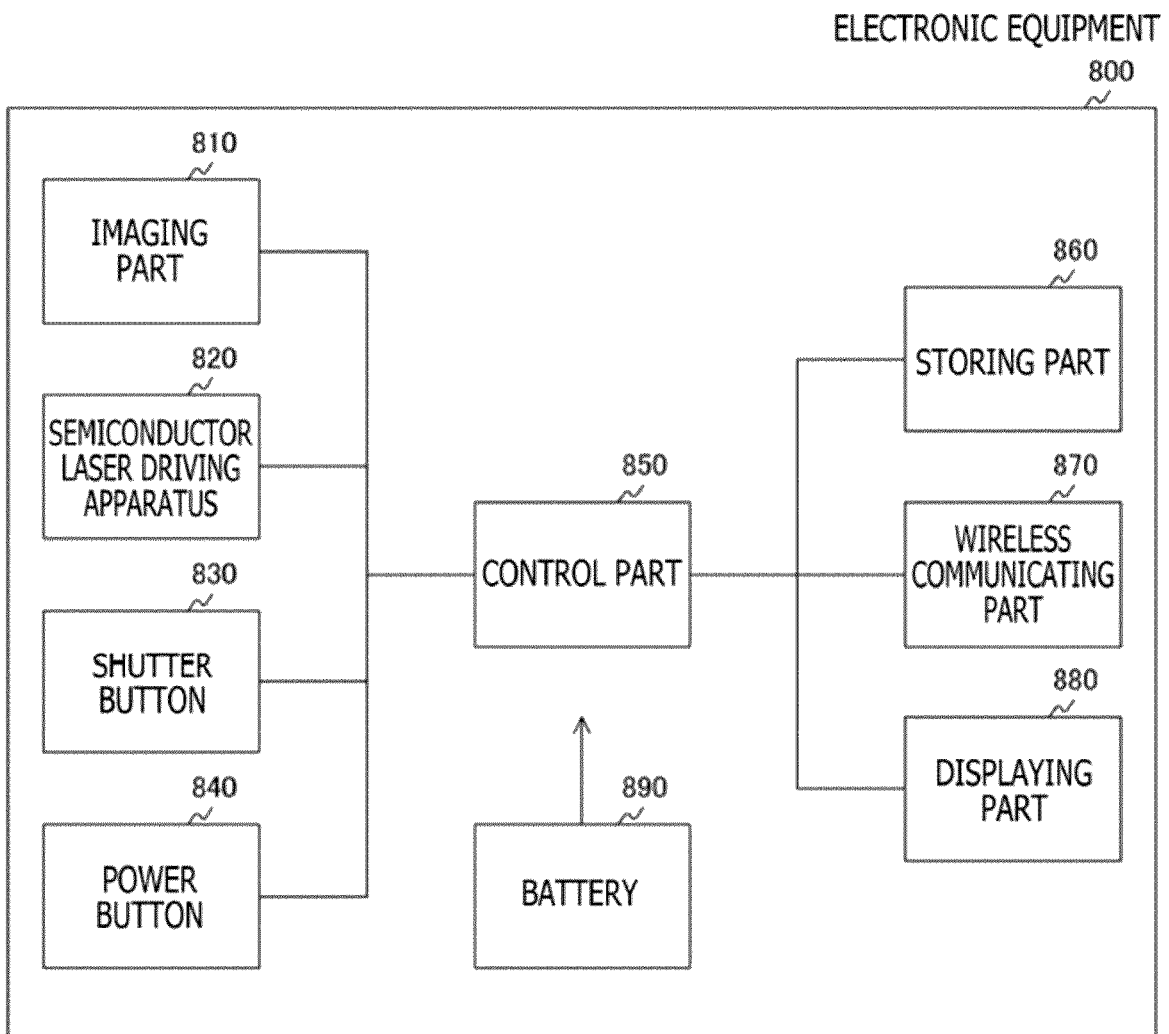 ELECTRONIC EQUIPMENT
800
810
IMAGING
PART
820
SEMICONDUCTOR
LASER DRIVING
APPARATUS
830
SHUTTER
BUTTON
840
POWER
BUTTON
850
CONTROL PART
890
BATTERY
860
STORING PART
870
WIRELESS
COMMUNICATING
PART
880
DISPLAYING
PART